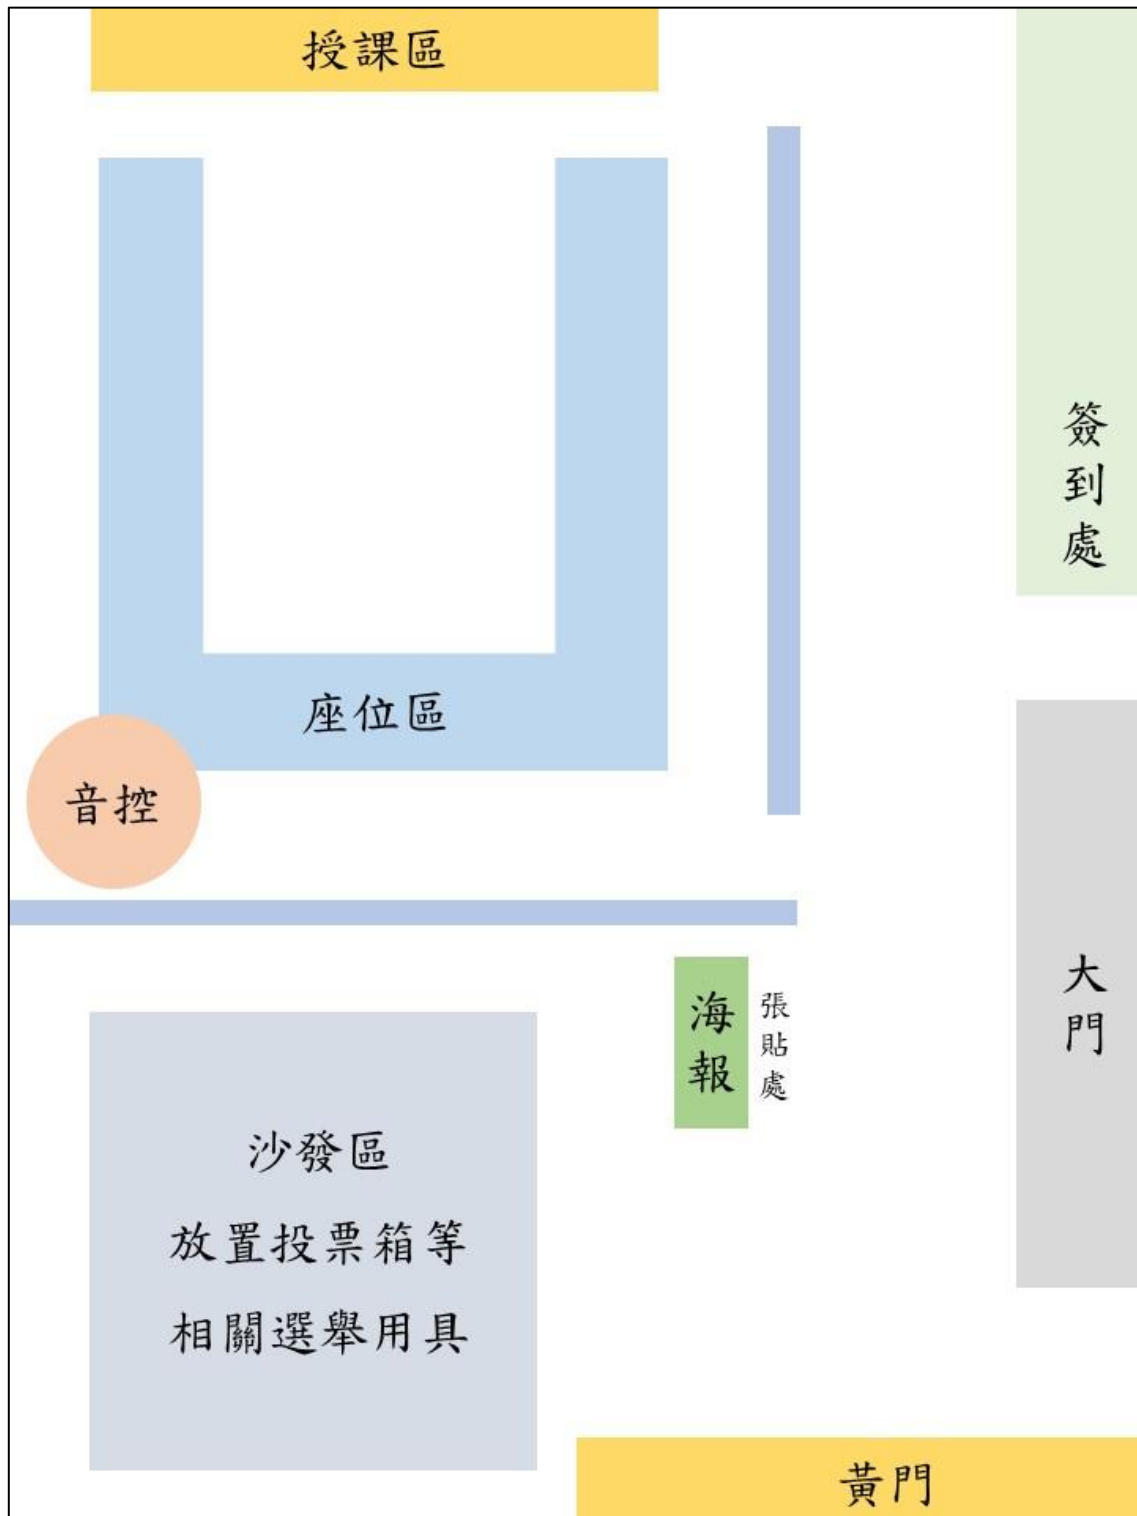 授課區
簽到處
座位區
音控
海報
張貼處
大門
沙發區
放置投票箱等
相關選舉用具
黃門